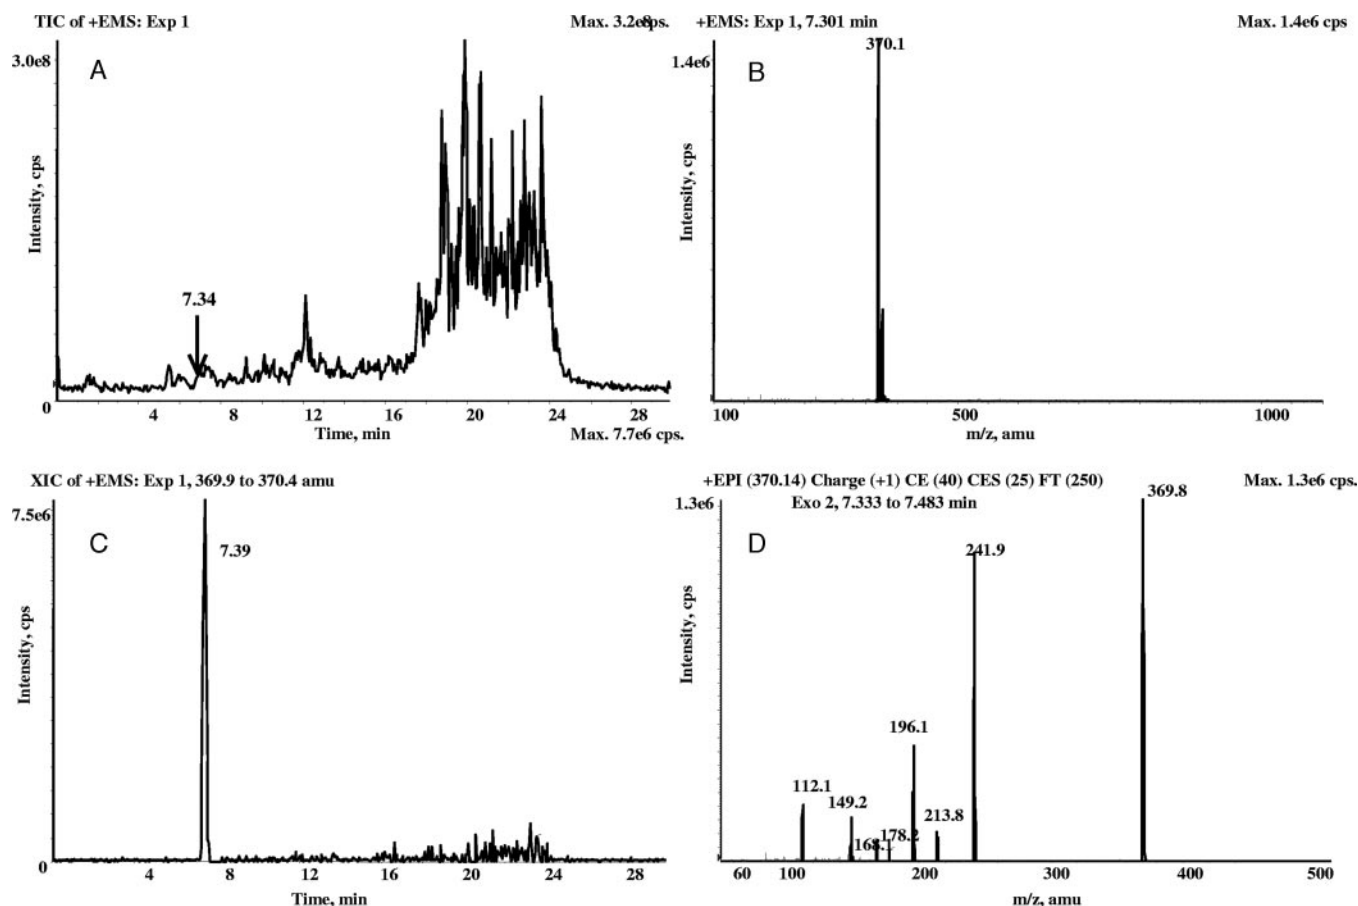 TIC of +EMS: Exp 1
Max. 3.2e8 cps.
3.0e8
A
Intensity, cps
7.34
0
4 8 12 16 20 24 28
Time, min
+EMS: Exp 1, 7.301 min
Max. 1.4e6 cps
370.1
1.4e6
B
Intensity, cps
100 500 1000
m/z, amu
Max. 7.7e6 cps.
XIC of +EMS: Exp 1, 369.9 to 370.4 amu
7.5e6
C
7.39
Intensity, cps
0
4 8 12 16 20 24 28
Time, min
+EPI (370.14) Charge (+1) CE (40) CES (25) FT (250)
Max. 1.3e6 cps.
Exo 2, 7.333 to 7.483 min
1.3e6
369.8
D
241.9
Intensity, cps
196.1
112.1
149.2
213.8
168.
178.2
60 100 200 300 400 500
m/z, amu